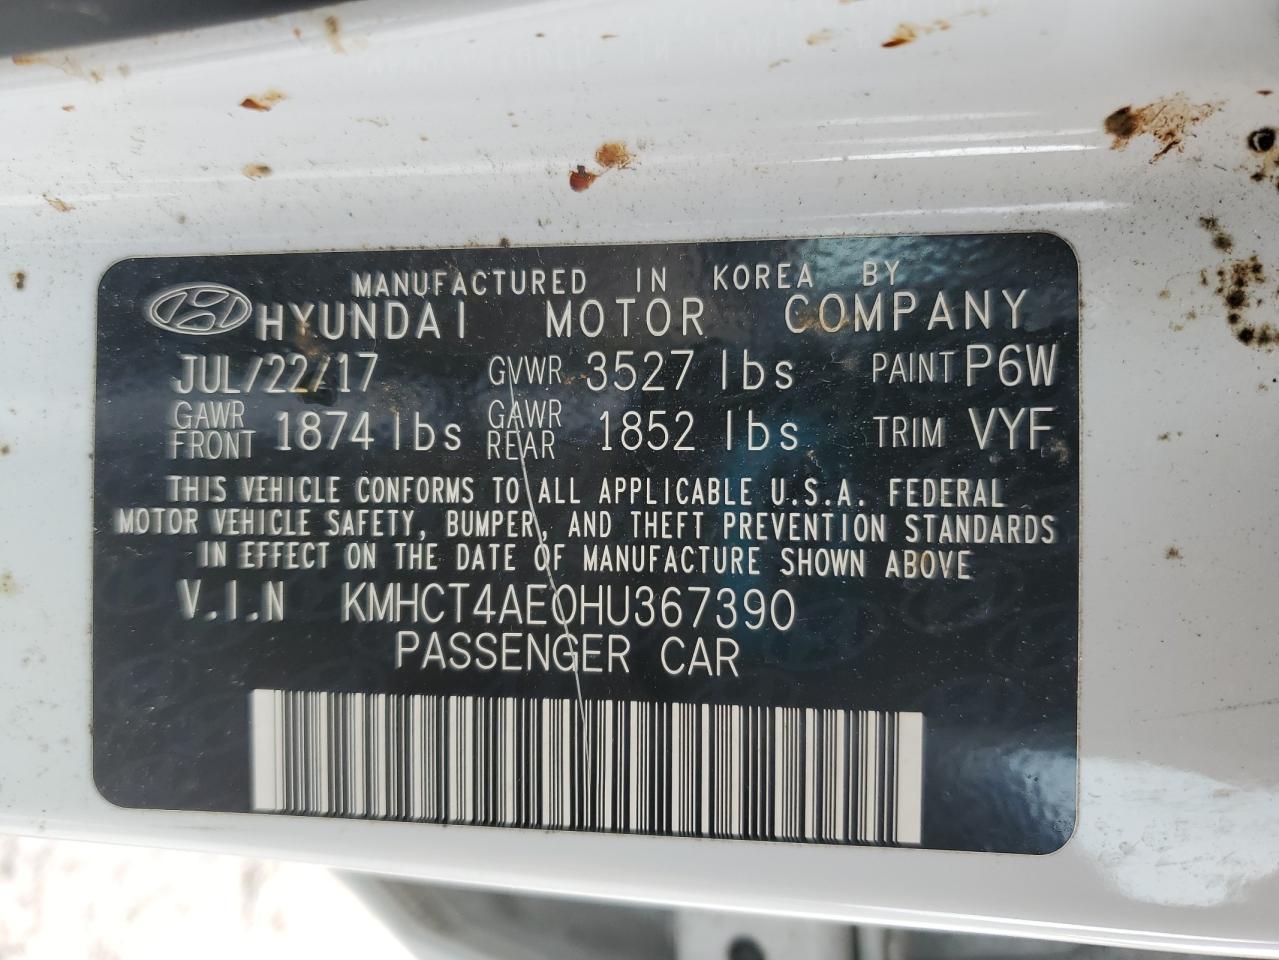 MANUFACTURED IN KOREA BY
HYUNDAI MOTOR COMPANY
JUL/22/17 GVWR 3527 lbs PAINT P6W
GAWR FRONT 1874 lbs GAWR REAR 1852 lbs TRIM VYF
THIS VEHICLE CONFORMS TO ALL APPLICABLE U.S.A. FEDERAL
MOTOR VEHICLE SAFETY, BUMPER, AND THEFT PREVENTION STANDARDS
IN EFFECT ON THE DATE OF MANUFACTURE SHOWN ABOVE
V.I.N KMHCT4AE0HU367390
PASSENGER CAR